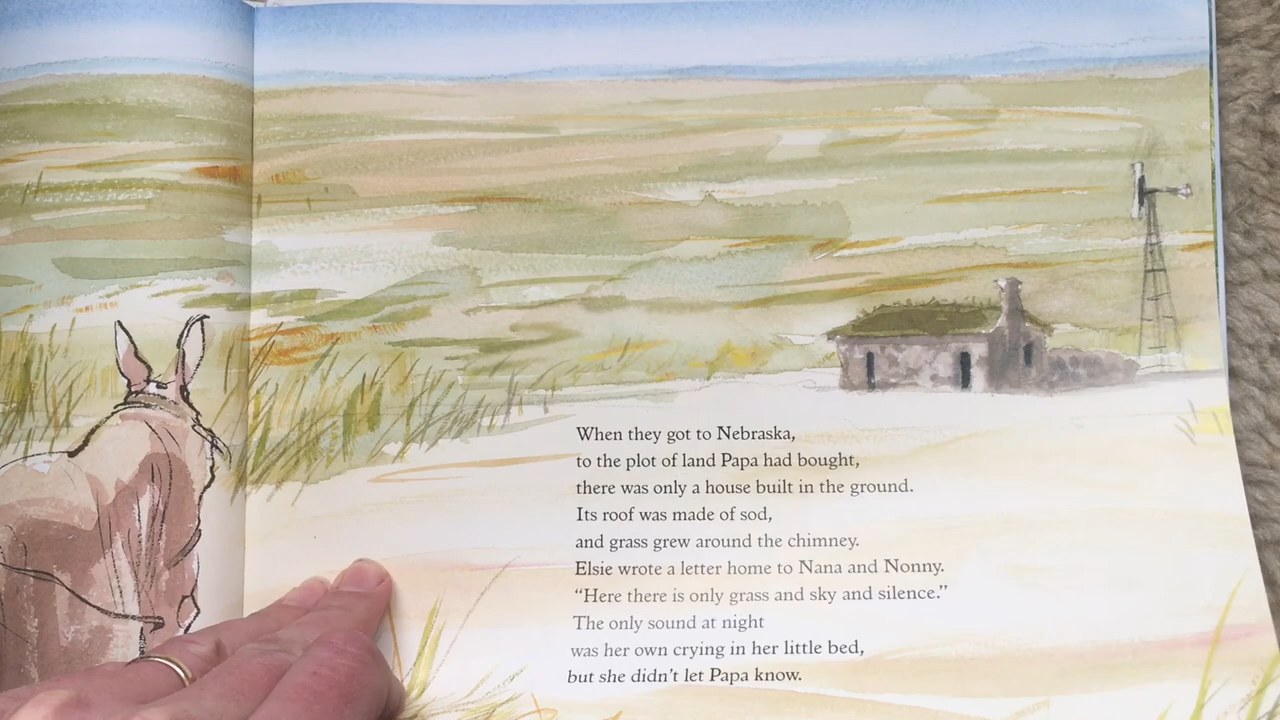 When they got to Nebraska,
to the plot of land Papa had bought,
there was only a house built in the ground.
Its roof was made of sod,
and grass grew around the chimney.
Elsie wrote a letter home to Nana and Nonny.
“Here there is only grass and sky and silence.”
The only sound at night
was her own crying in her little bed,
but she didn’t let Papa know.